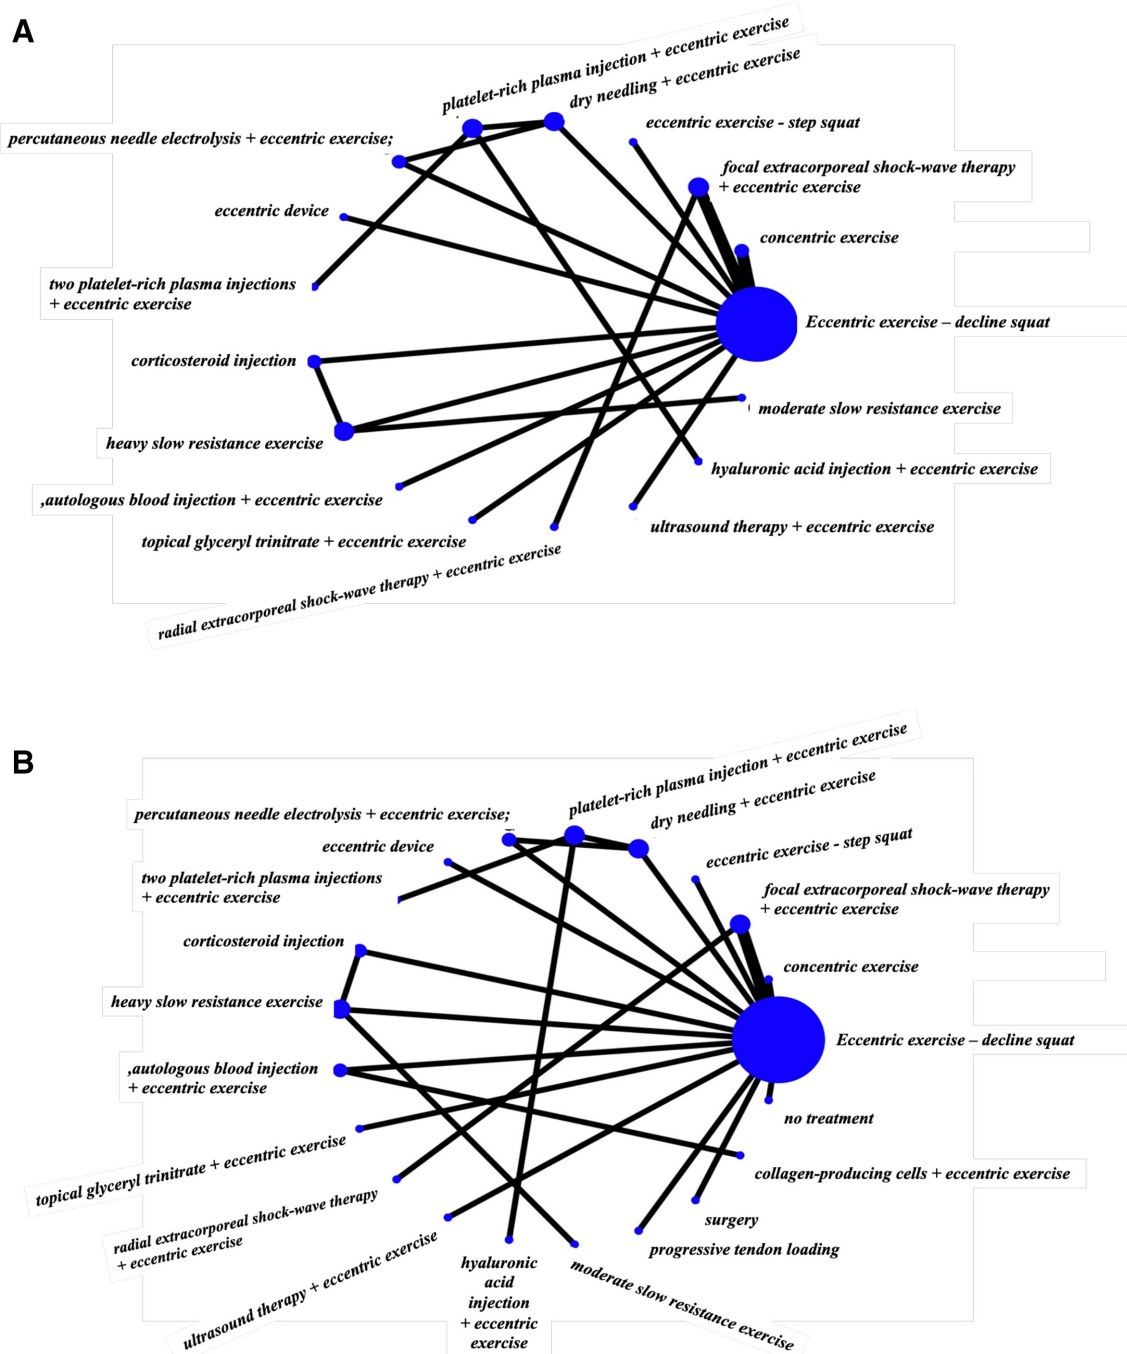 A
platelet-rich plasma injection + eccentric exercise
dry needling + eccentric exercise
eccentric exercise - step squat
percutaneous needle electrolysis + eccentric exercise;
focal extracorporeal shock-wave therapy
+ eccentric exercise
eccentric device
concentric exercise
two platelet-rich plasma injections
+ eccentric exercise
Eccentric exercise – decline squat
corticosteroid injection
moderate slow resistance exercise
heavy slow resistance exercise
hyaluronic acid injection + eccentric exercise
,autologous blood injection + eccentric exercise
ultrasound therapy + eccentric exercise
topical glyceryl trinitrate + eccentric exercise
radial extracorporeal shock-wave therapy + eccentric exercise
B
platelet-rich plasma injection + eccentric exercise
dry needling + eccentric exercise
percutaneous needle electrolysis + eccentric exercise;
eccentric device
eccentric exercise - step squat
two platelet-rich plasma injections
+ eccentric exercise
focal extracorporeal shock-wave therapy
+ eccentric exercise
corticosteroid injection
concentric exercise
heavy slow resistance exercise
Eccentric exercise – decline squat
,autologous blood injection
+ eccentric exercise
no treatment
topical glyceryl trinitrate + eccentric exercise
collagen-producing cells + eccentric exercise
radial extracorporeal shock-wave therapy
+ eccentric exercise
surgery
progressive tendon loading
ultrasound therapy + eccentric exercise
hyaluronic
acid
injection
+ eccentric
exercise
moderate slow resistance exercise